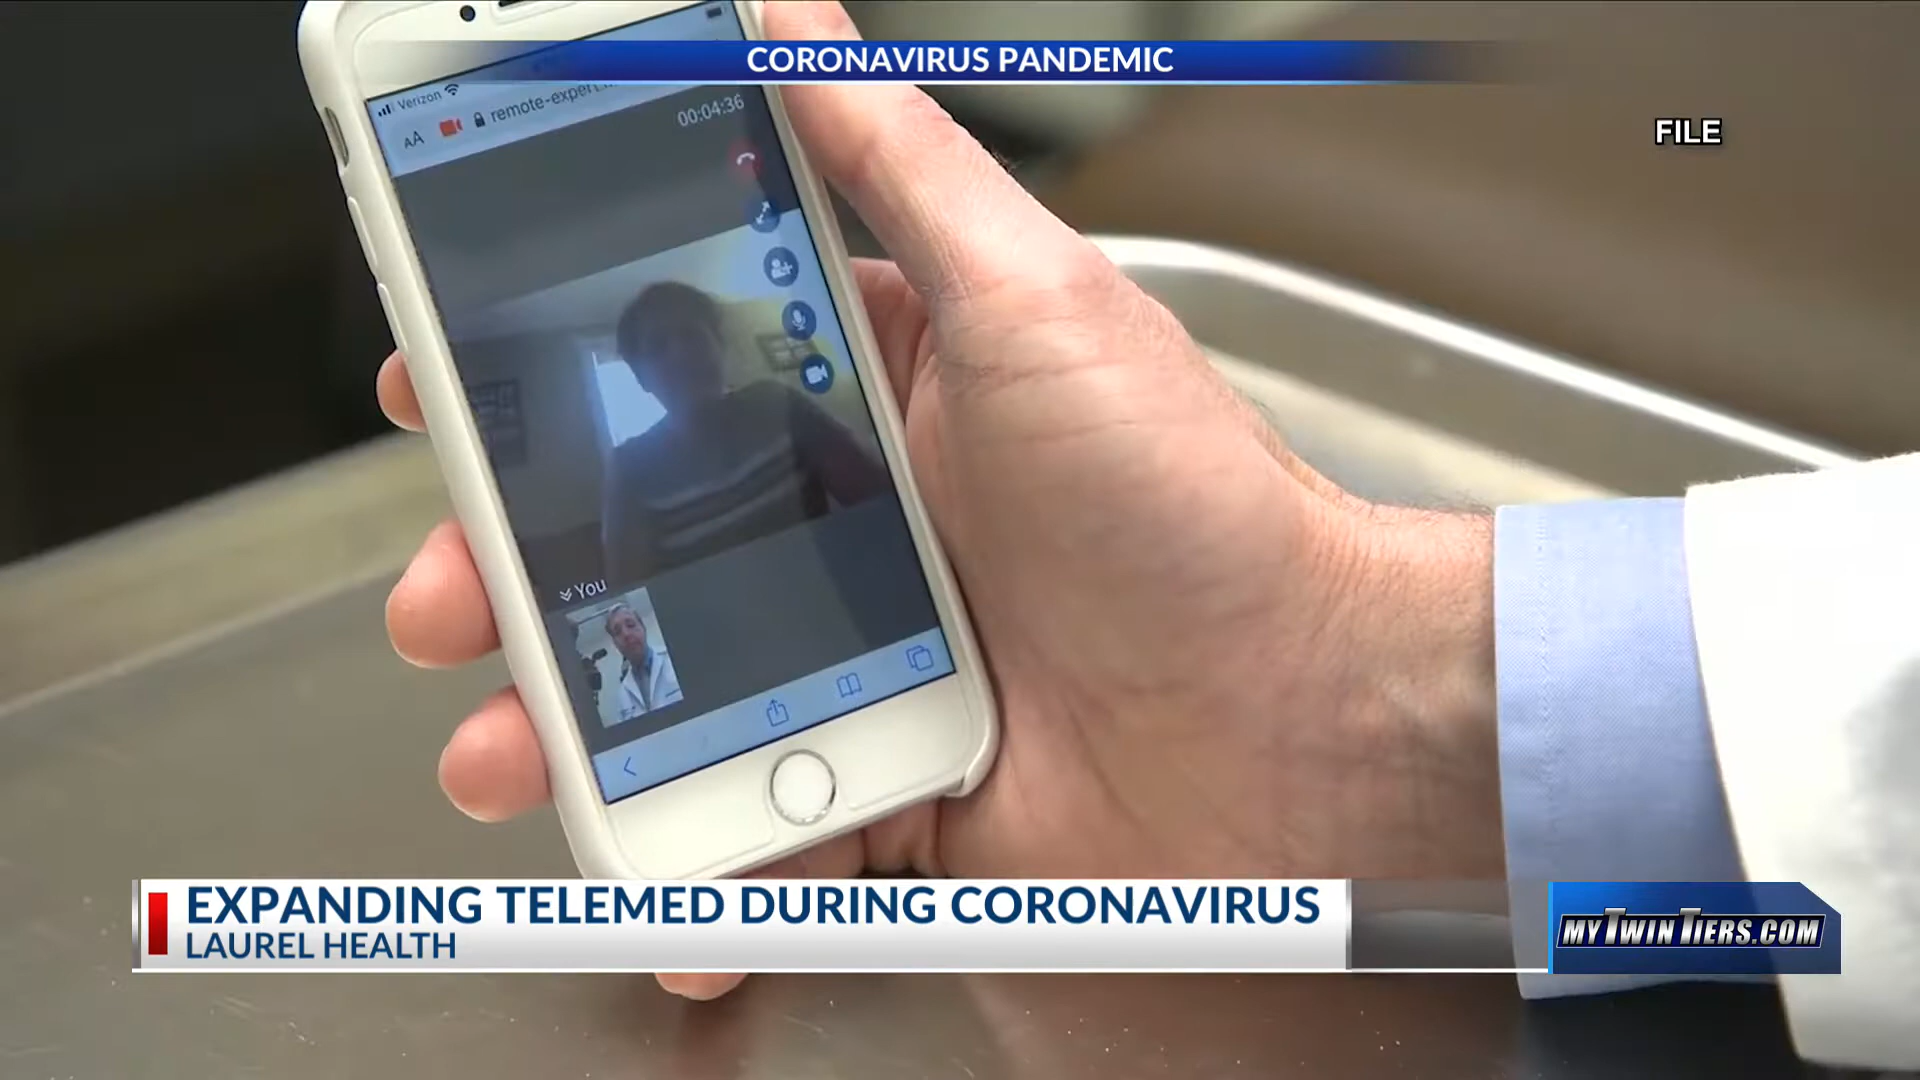 CORONAVIRUS PANDEMIC
FILE
Verizon
AA remote-expert.
00:04:36
You
EXPANDING TELEMED DURING CORONAVIRUS
LAUREL HEALTH
MYTWINTIERS.COM